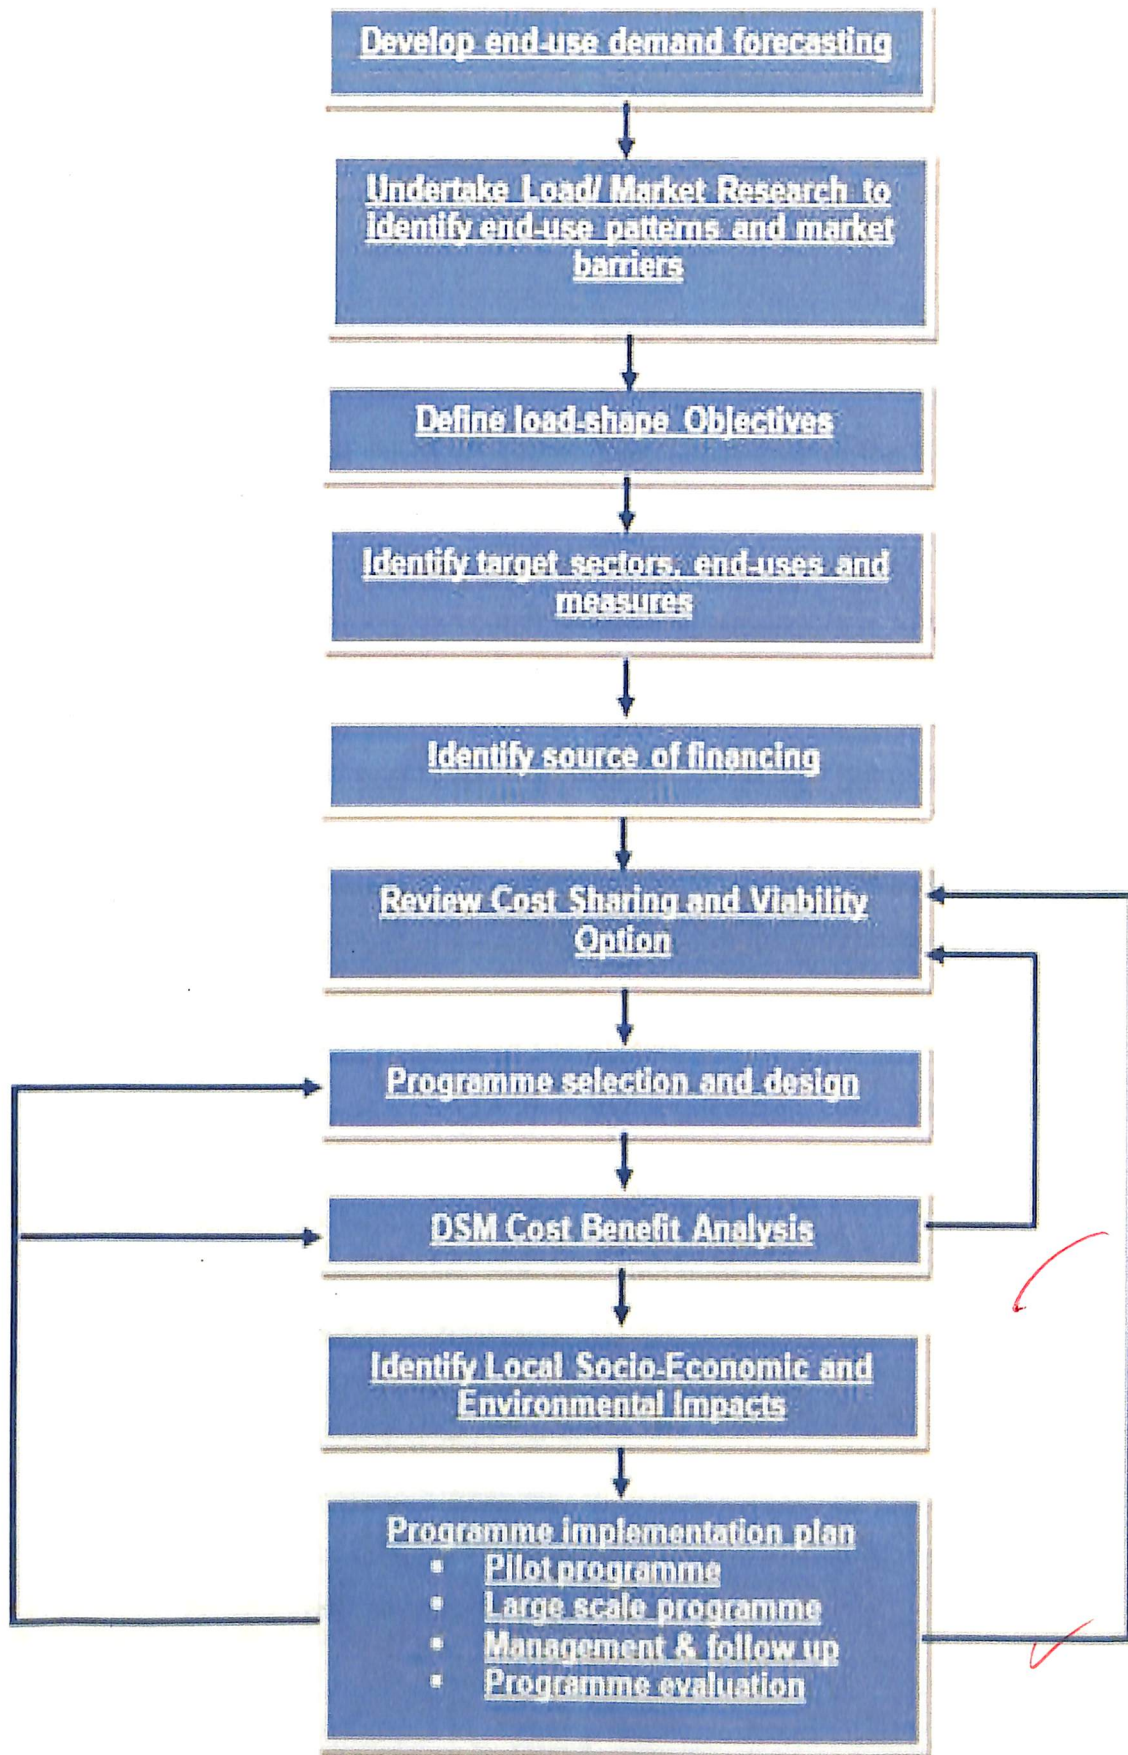 Develop end-use demand forecasting
Undertake Load/ Market Research to
Identify end-use patterns and market
barriers
Define load-shape Objectives
Identify target sectors, end-uses and
measures
Identify source of financing
Review Cost Sharing and Viability
Option
Programme selection and design
DSM Cost Benefit Analysis
Identify Local Socio-Economic and
Environmental Impacts
Programme implementation plan
▪ Pilot programme
▪ Large scale programme
▪ Management & follow up
▪ Programme evaluation